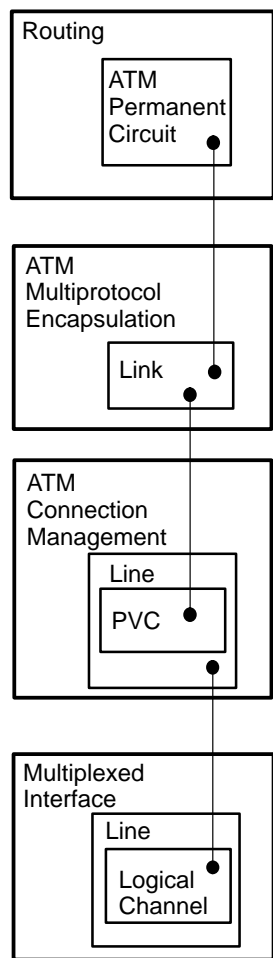 Routing
ATM
Permanent
Circuit
ATM
Multiprotocol
Encapsulation
Link
ATM
Connection
Management
Line
PVC
Multiplexed
Interface
Line
Logical
Channel